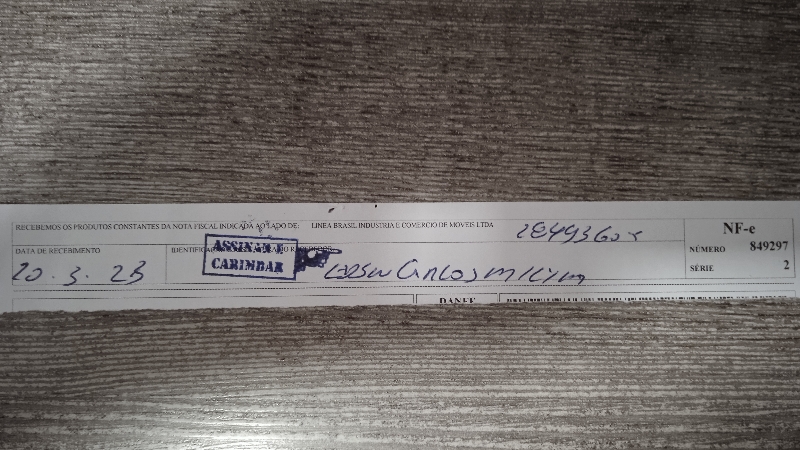 RECEBEMOS OS PRODUTOS CONSTANTES DA NOTA FISCAL INDICADA AO LADO DE: LINEA BRASIL INDUSTRIA E COMERCIO DE MOVEIS LTDA
NF-e
NÚMERO 849297
SÉRIE 2
DATA DE RECEBIMENTO
20.3.23
ASSINAR E
CARIMBAR
Carlos
DANFE